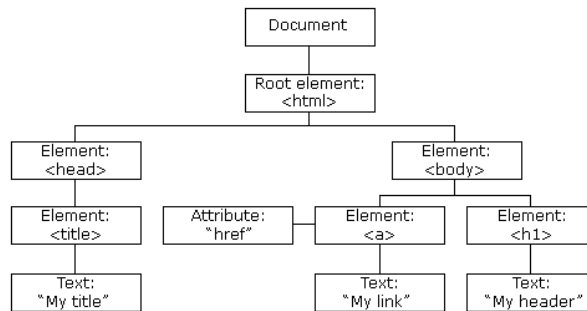 Document
Root element:
<html>
Element:
<head>
Element:
<body>
Element:
<title>
Attribute:
"href"
Element:
<a>
Element:
<h1>
Text:
"My title"
Text:
"My link"
Text:
"My header"